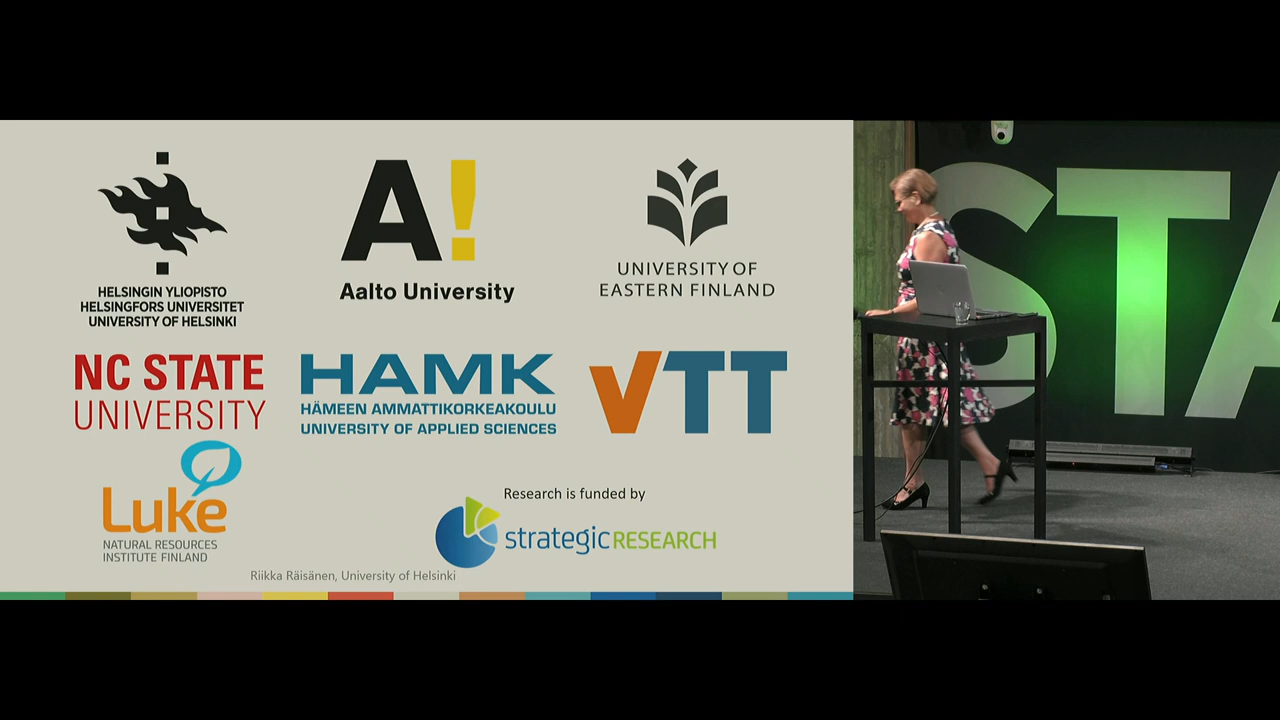 HELSINGIN YLIOPISTO
HELSINGFORS UNIVERSITET
UNIVERSITY OF HELSINKI
A!
Aalto University
UNIVERSITY OF
EASTERN FINLAND
NC STATE
UNIVERSITY
HAMK
HÄMEEN AMMATTIKORKEAKOULU
UNIVERSITY OF APPLIED SCIENCES
VTT
Luke
NATURAL RESOURCES
INSTITUTE FINLAND
Research is funded by
strategicRESEARCH
Riikka Räisänen, University of Helsinki
STA